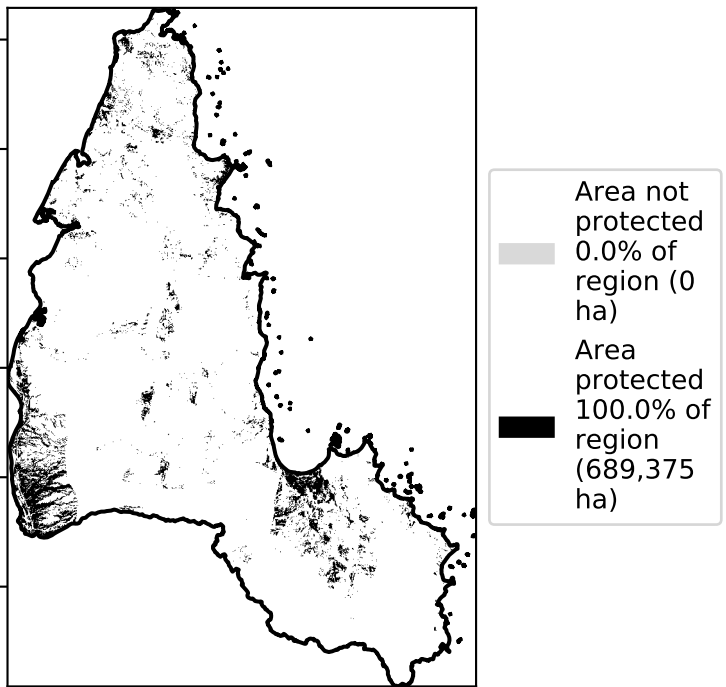 Area not
protected
0.0% of
region (0
ha)
Area
protected
100.0% of
region
(689,375
ha)